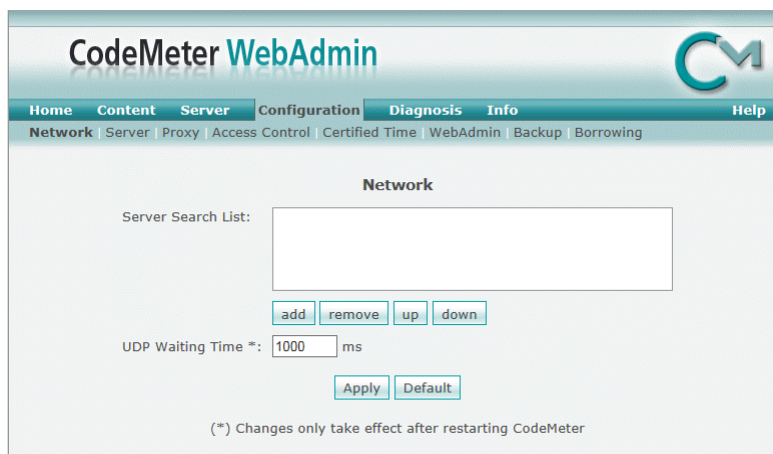 CodeMeter WebAdmin
CM
Home Content Server Configuration Diagnosis Info Help
Network | Server | Proxy | Access Control | Certified Time | WebAdmin | Backup | Borrowing
Network
Server Search List:
add remove up down
UDP Waiting Time *: 1000 ms
Apply Default
(*) Changes only take effect after restarting CodeMeter